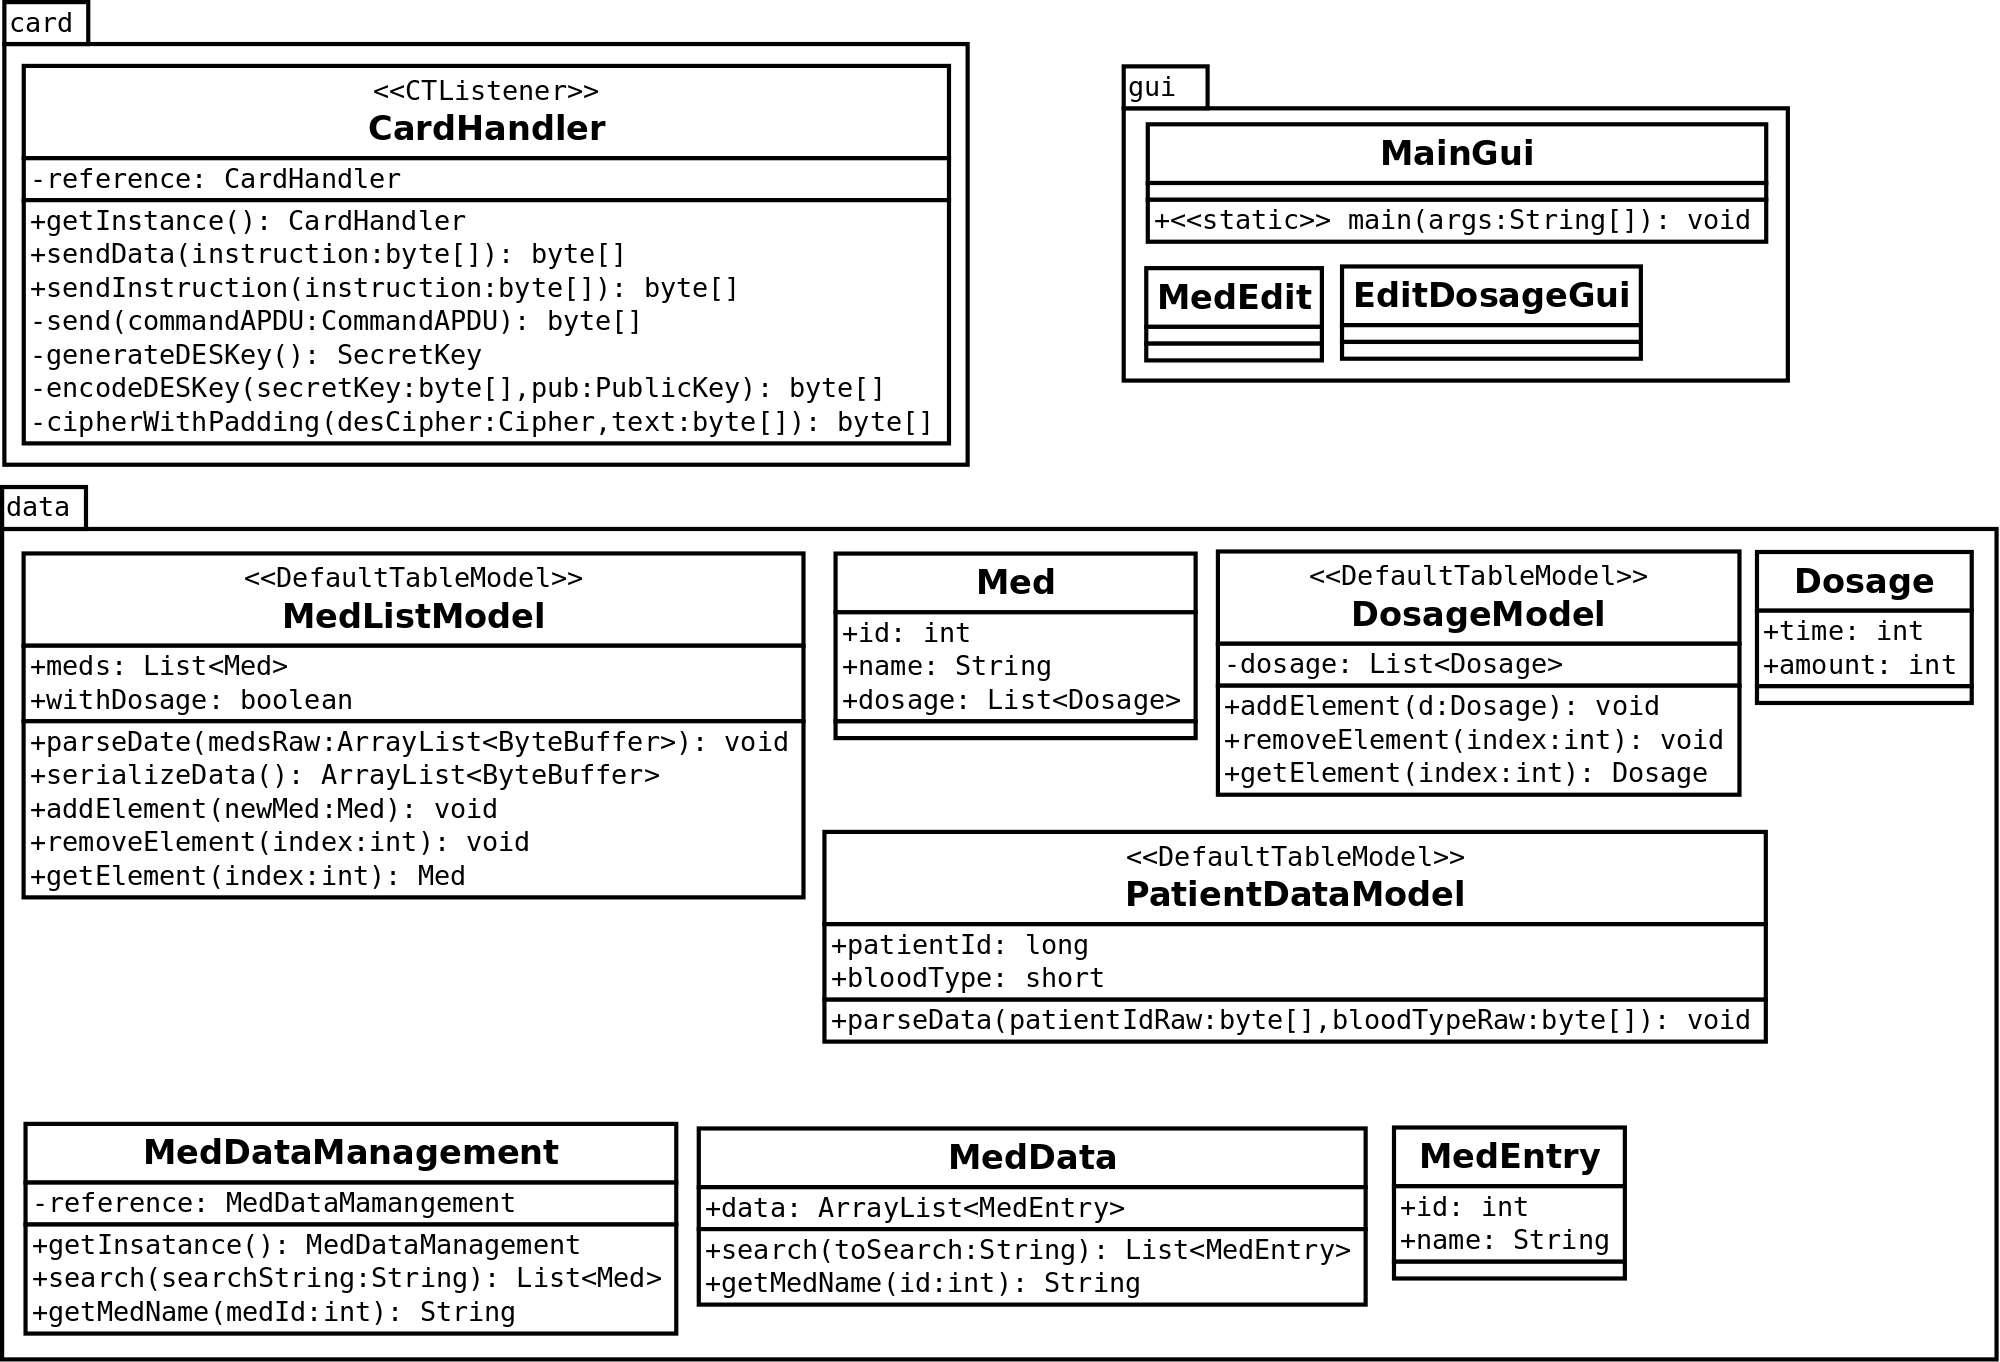 card
<<CTListener>>
CardHandler
-reference: CardHandler
+getInstance(): CardHandler
+sendData(instruction:byte[]): byte[]
+sendInstruction(instruction:byte[]): byte[]
-send(commandAPDU:CommandAPDU): byte[]
-generateDESKey(): SecretKey
-encodeDESKey(secretKey:byte[],pub:PublicKey): byte[]
-cipherWithPadding(desCipher:Cipher,text:byte[]): byte[]
gui
MainGui
+<<static>> main(args:String[]): void
MedEdit
EditDosageGui
data
<<DefaultTableModel>>
MedListModel
+meds: List<Med>
+withDosage: boolean
+parseDate(medsRaw:ArrayList<ByteBuffer>): void
+serializeData(): ArrayList<ByteBuffer>
+addElement(newMed:Med): void
+removeElement(index:int): void
+getElement(index:int): Med
Med
+id: int
+name: String
+dosage: List<Dosage>
<<DefaultTableModel>>
DosageModel
-dosage: List<Dosage>
+addElement(d:Dosage): void
+removeElement(index:int): void
+getElement(index:int): Dosage
Dosage
+time: int
+amount: int
<<DefaultTableModel>>
PatientDataModel
+patientId: long
+bloodType: short
+parseData(patientIdRaw:byte[],bloodTypeRaw:byte[]): void
MedDataManagement
-reference: MedDataMamangement
+getInsatance(): MedDataManagement
+search(searchString:String): List<Med>
+getMedName(medId:int): String
MedData
+data: ArrayList<MedEntry>
+search(toSearch:String): List<MedEntry>
+getMedName(id:int): String
MedEntry
+id: int
+name: String